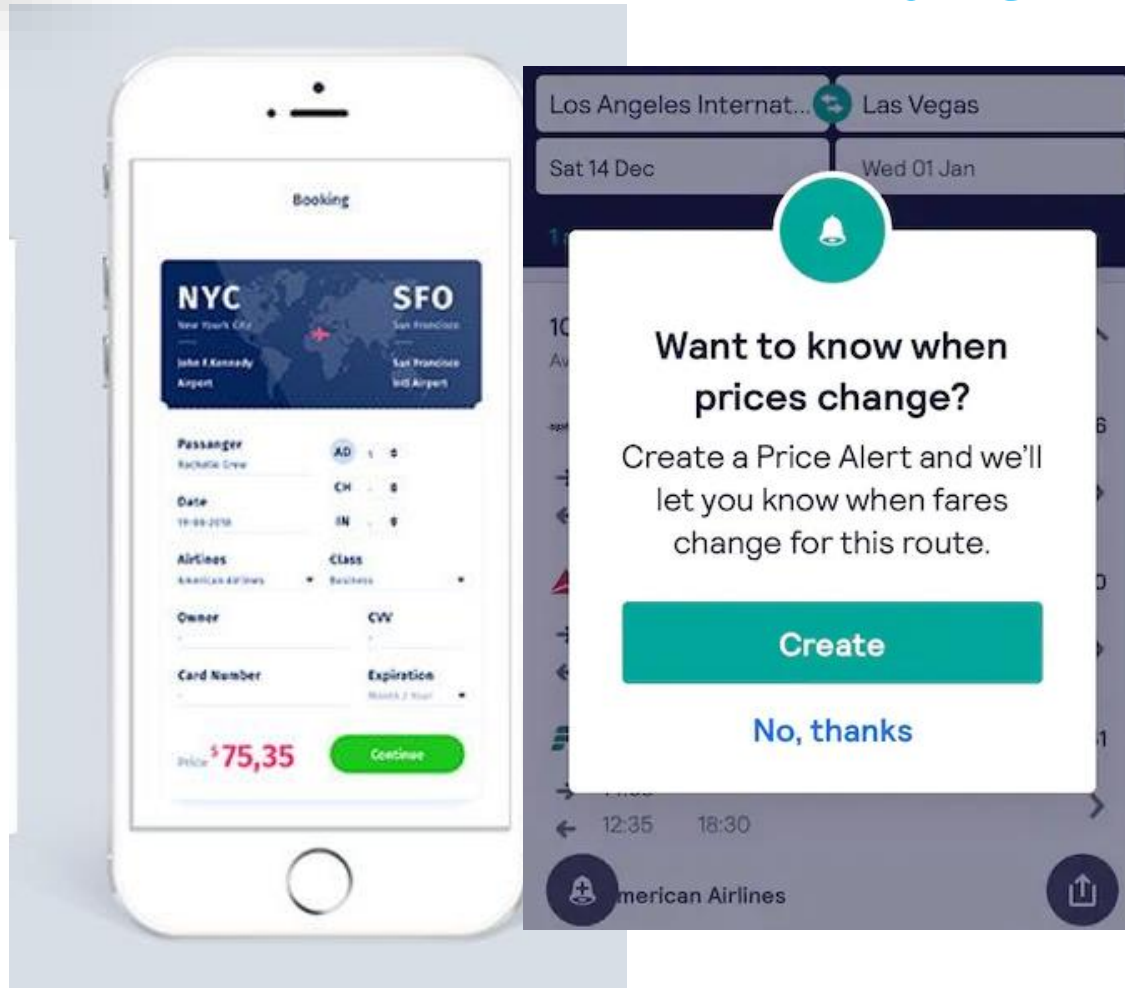 Booking
NYC
SFO
New York City
San Francisco
John F.Kennedy
Airport
San Francisco
Intl Airport
Passanger
AD
CH
IN
Date
Airlines
American Airlines
Class
Business
Owner
CVV
-
Card Number
-
Expiration
Month / Year
Price $75,35
Continue
Los Angeles Internat...
Las Vegas
Sat 14 Dec
Wed 01 Jan
Want to know when
prices change?
Create a Price Alert and we'll
let you know when fares
change for this route.
Create
No, thanks
12:35 18:30
merican Airlines